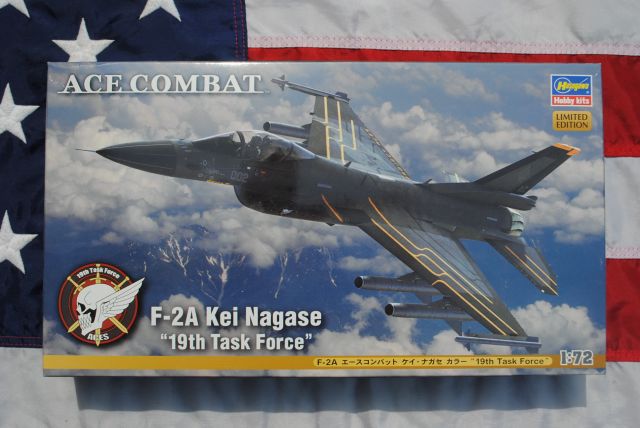 ACE COMBAT
Hasegawa
Hobby kits
LIMITED
EDITION
002
19th Task Force
ACES
F-2A Kei Nagase
"19th Task Force"
F-2A エースコンバット ケイ・ナガセ カラー "19th Task Force"
1:72